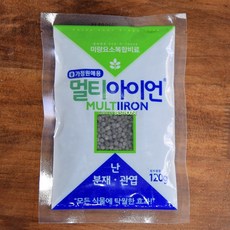 미량요소복합비료
가정원예용
멀티아이언
MULTIIRON
난
분재·관엽
"모든 식물에 탁월한 효과"
120g